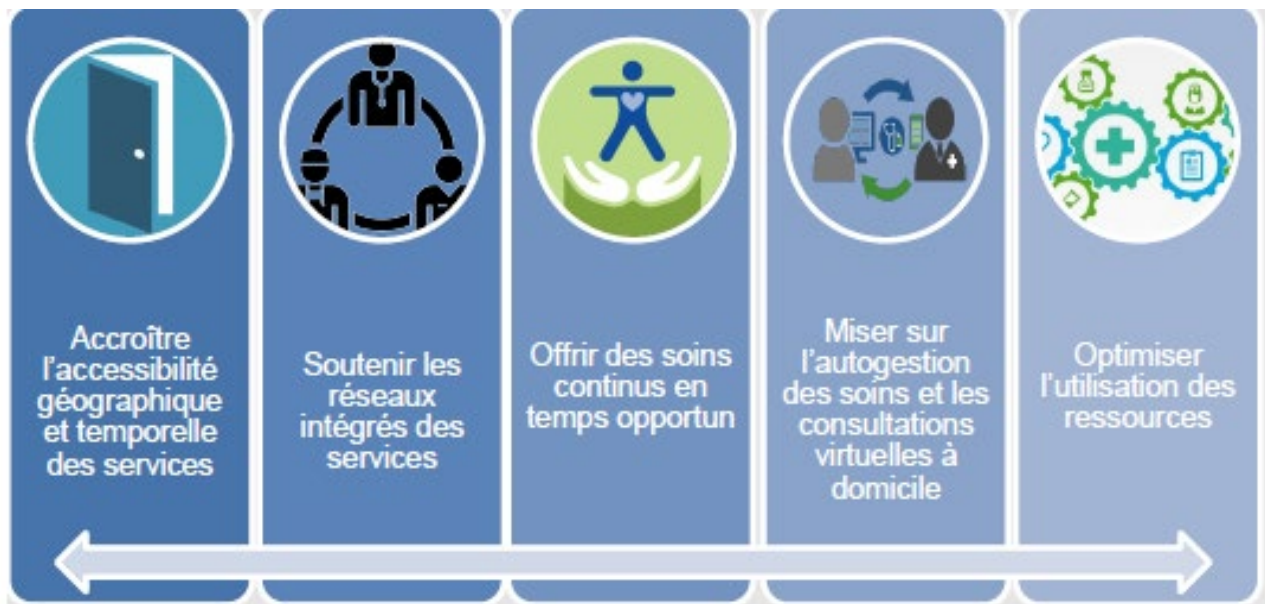 Accroître
l'accessibilité
géographique
et temporelle
des services
Soutenir les
réseaux
intégrés des
services
Offrir des soins
continus en
temps opportun
Miser sur
l'autogestion
des soins et les
consultations
virtuelles à
domicile
Optimiser
l'utilisation des
ressources